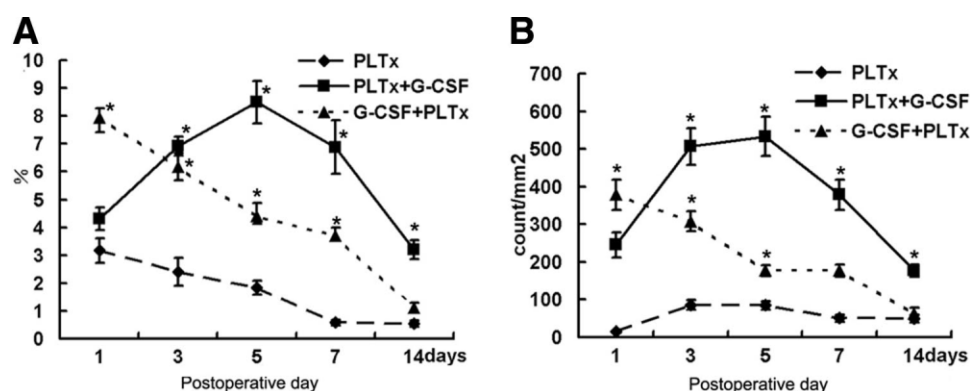 A
10
9
8
7
6
5
4
3
2
1
0
%
PLTx
PLTx+G-CSF
G-CSF+PLTx
*
*
*
*
*
*
*
*
*
1 3 5 7 14days
Postoperative day
B
700
600
500
400
300
200
100
0
count/mm2
PLTx
PLTx+G-CSF
G-CSF+PLTx
*
*
*
*
*
*
*
*
1 3 5 7 14days
Postoperative day